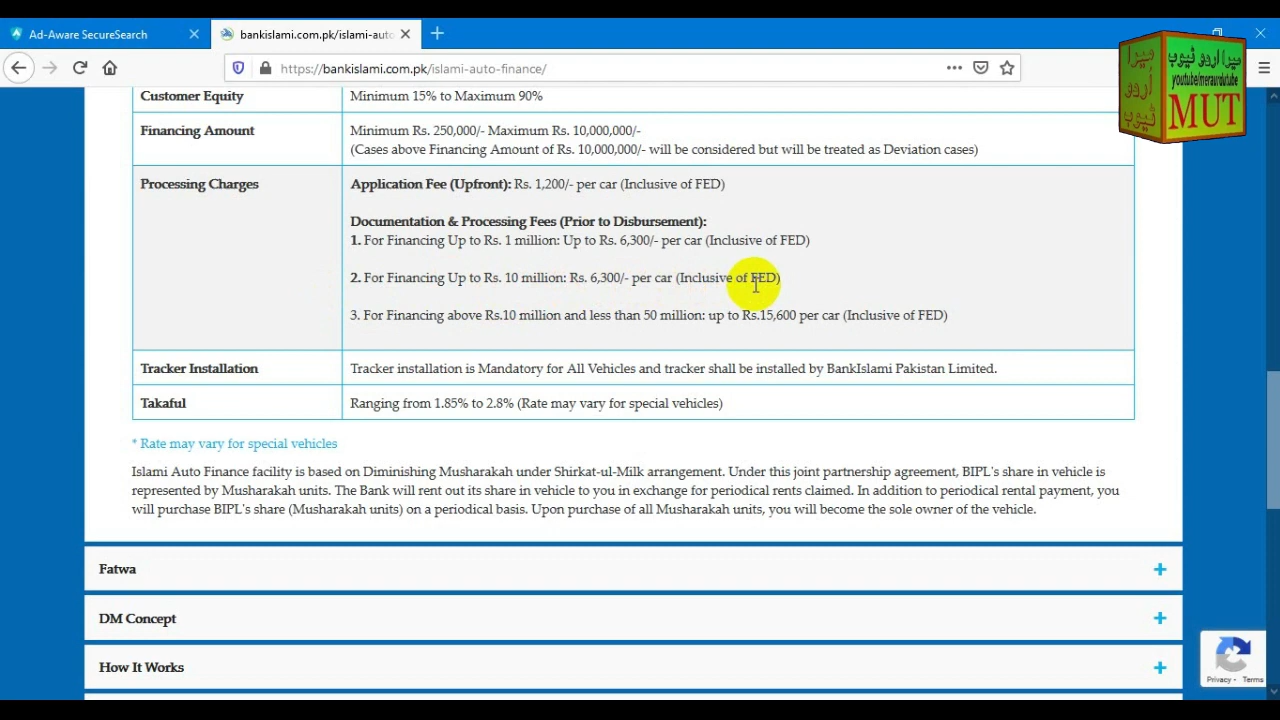 Ad-Aware SecureSearch
bankislami.com.pk/islami-auto
https://bankislami.com.pk/islami-auto-finance/
میرا اردو ٹیوب
youtube/meraurdutube
MUT
میرا
اردو
ٹیوب
Customer Equity Minimum 15% to Maximum 90%
Financing Amount Minimum Rs. 250,000/- Maximum Rs. 10,000,000/-
(Cases above Financing Amount of Rs. 10,000,000/- will be considered but will be treated as Deviation cases)
Processing Charges Application Fee (Upfront): Rs. 1,200/- per car (Inclusive of FED)
Documentation & Processing Fees (Prior to Disbursement):
1. For Financing Up to Rs. 1 million: Up to Rs. 6,300/- per car (Inclusive of FED)
2. For Financing Up to Rs. 10 million: Rs. 6,300/- per car (Inclusive of FED)
3. For Financing above Rs.10 million and less than 50 million: up to Rs.15,600 per car (Inclusive of FED)
Tracker Installation Tracker installation is Mandatory for All Vehicles and tracker shall be installed by BankIslami Pakistan Limited.
Takaful Ranging from 1.85% to 2.8% (Rate may vary for special vehicles)
* Rate may vary for special vehicles
Islami Auto Finance facility is based on Diminishing Musharakah under Shirkat-ul-Milk arrangement. Under this joint partnership agreement, BIPL's share in vehicle is
represented by Musharakah units. The Bank will rent out its share in vehicle to you in exchange for periodical rents claimed. In addition to periodical rental payment, you
will purchase BIPL's share (Musharakah units) on a periodical basis. Upon purchase of all Musharakah units, you will become the sole owner of the vehicle.
Fatwa
DM Concept
How It Works
Privacy - Terms